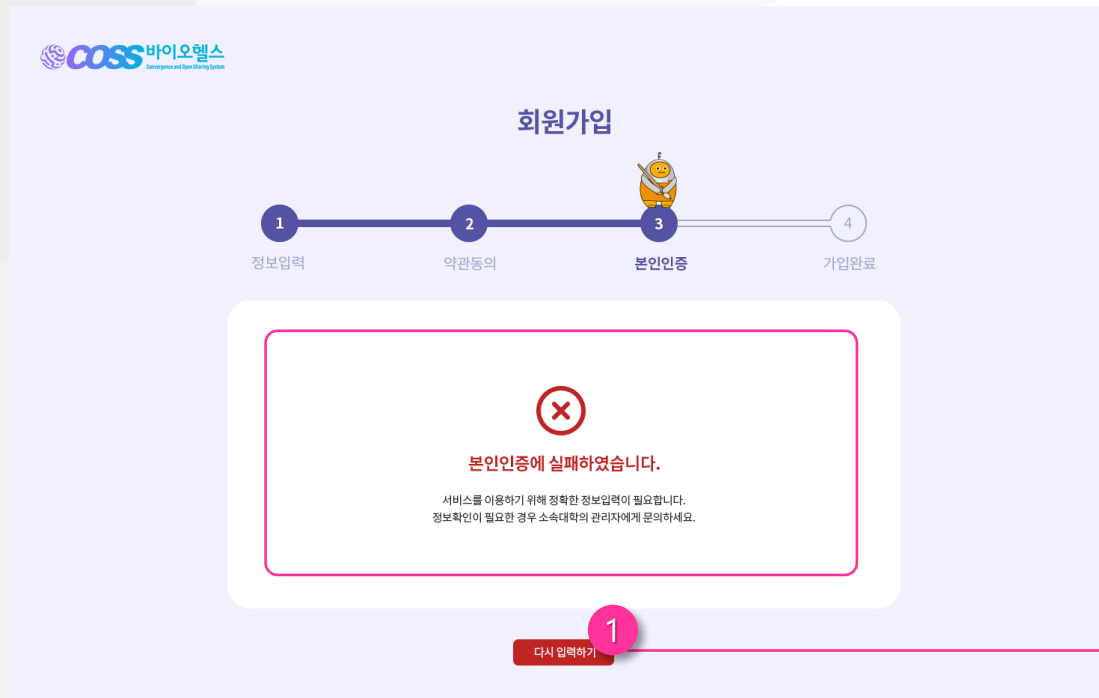 COSS 바이오헬스
Convergence and Open Sharing System
회원가입
1
2
3
4
정보입력
약관동의
본인인증
가입완료
본인인증에 실패하였습니다.
서비스를 이용하기 위해 정확한 정보입력이 필요합니다.
정보확인이 필요한 경우 소속대학의 관리자에게 문의하세요.
다시 입력하기
1